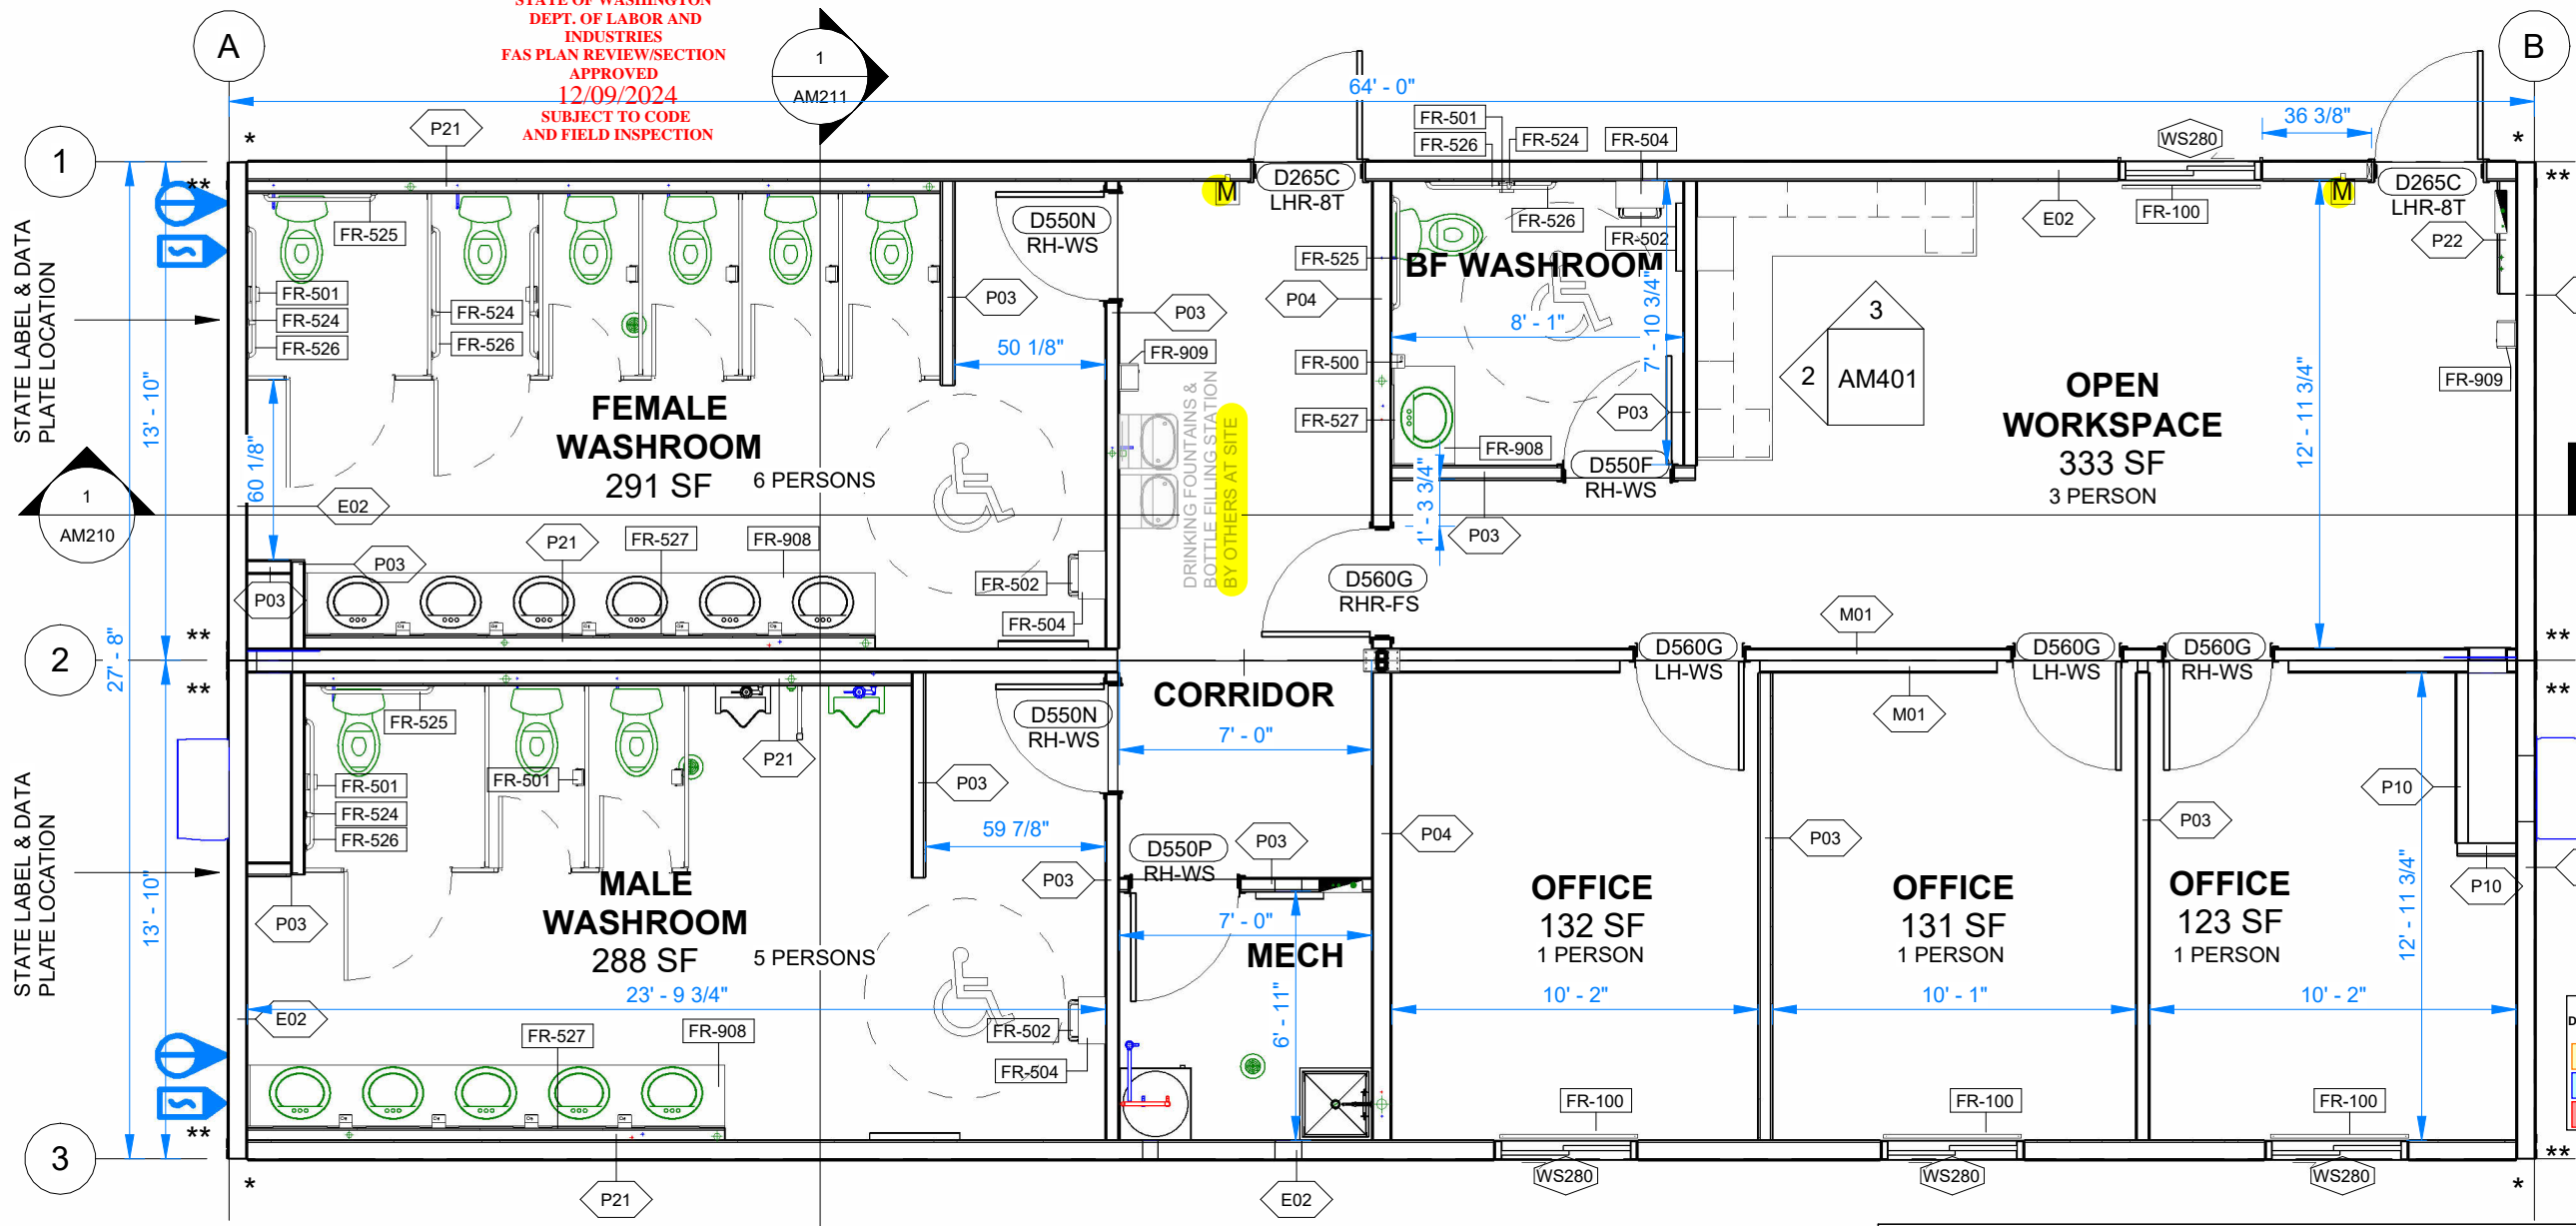 STATE OF WASHINGTON
DEPT. OF LABOR AND
INDUSTRIES
FAS PLAN REVIEW/SECTION
APPROVED
12/09/2024
SUBJECT TO CODE
AND FIELD INSPECTION
A
1
AM211
B
64' - 0"
36 3/8"
*
P21
FR-501
FR-526
FR-524
FR-504
WS280
*
1
**
M
D265C
LHR-8T
M
D265C
LHR-8T
**
FR-525
D550N
RH-WS
FR-526
FR-502
E02
FR-100
P22
STATE LABEL & DATA
PLATE LOCATION
FR-501
FR-524
FR-526
FR-524
FR-526
P03
P03
FR-525
P04
BF WASHROOM
8' - 1"
7' - 10 3/4"
3
2
AM401
50 1/8"
FR-909
FR-500
FR-527
P03
FR-908
D550F
RH-WS
FR-909
OPEN
WORKSPACE
333 SF
3 PERSON
12' - 11 3/4"
13' - 10"
60 1/8"
FEMALE
WASHROOM
291 SF
6 PERSONS
DRINKING FOUNTAINS &
BOTTLE FILLING STATION
BY OTHERS AT SITE
1' - 3 3/4"
P03
1
AM210
E02
P03
P03
P21
FR-527
FR-908
FR-502
FR-504
D560G
RHR-FS
M01
27' - 8"
**
2
**
D560G
LH-WS
D560G
LH-WS
D560G
RH-WS
**
**
FR-525
CORRIDOR
7' - 0"
D550N
RH-WS
M01
P21
P03
FR-501
FR-524
FR-526
FR-501
P10
STATE LABEL & DATA
PLATE LOCATION
59 7/8"
D550P
RH-WS
P03
P04
P03
P03
P03
P03
P10
13' - 10"
MALE
WASHROOM
288 SF
5 PERSONS
23' - 9 3/4"
7' - 0"
MECH
6' - 11"
OFFICE
132 SF
1 PERSON
10' - 2"
OFFICE
131 SF
1 PERSON
10' - 1"
OFFICE
123 SF
1 PERSON
10' - 2"
12' - 11 3/4"
E02
FR-527
FR-908
FR-502
FR-504
FR-100
FR-100
FR-100
D
**
3
**
*
P21
E02
WS280
WS280
WS280
*